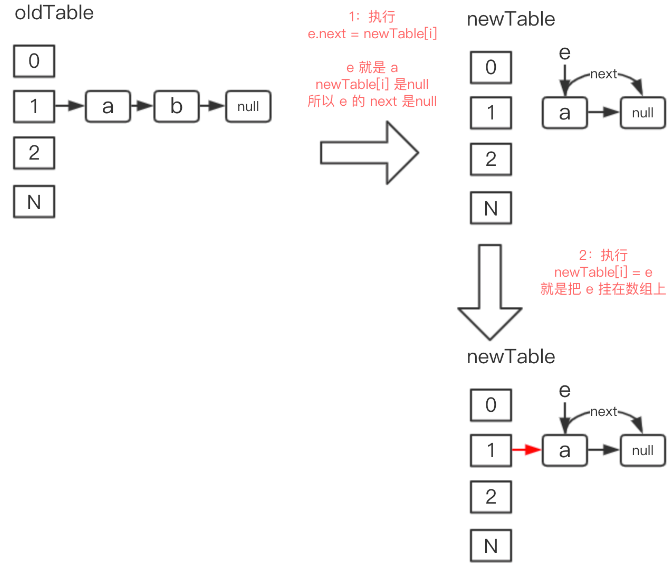 oldTable
0
1
a
b
null
2
N
1：执行
e.next = newTable[i]
e 就是 a
newTable[i] 是null
所以 e 的 next 是null
newTable
0
e
next
1
a
null
2
N
2：执行
newTable[i] = e
就是把 e 挂在数组上
newTable
0
e
next
1
a
null
2
N